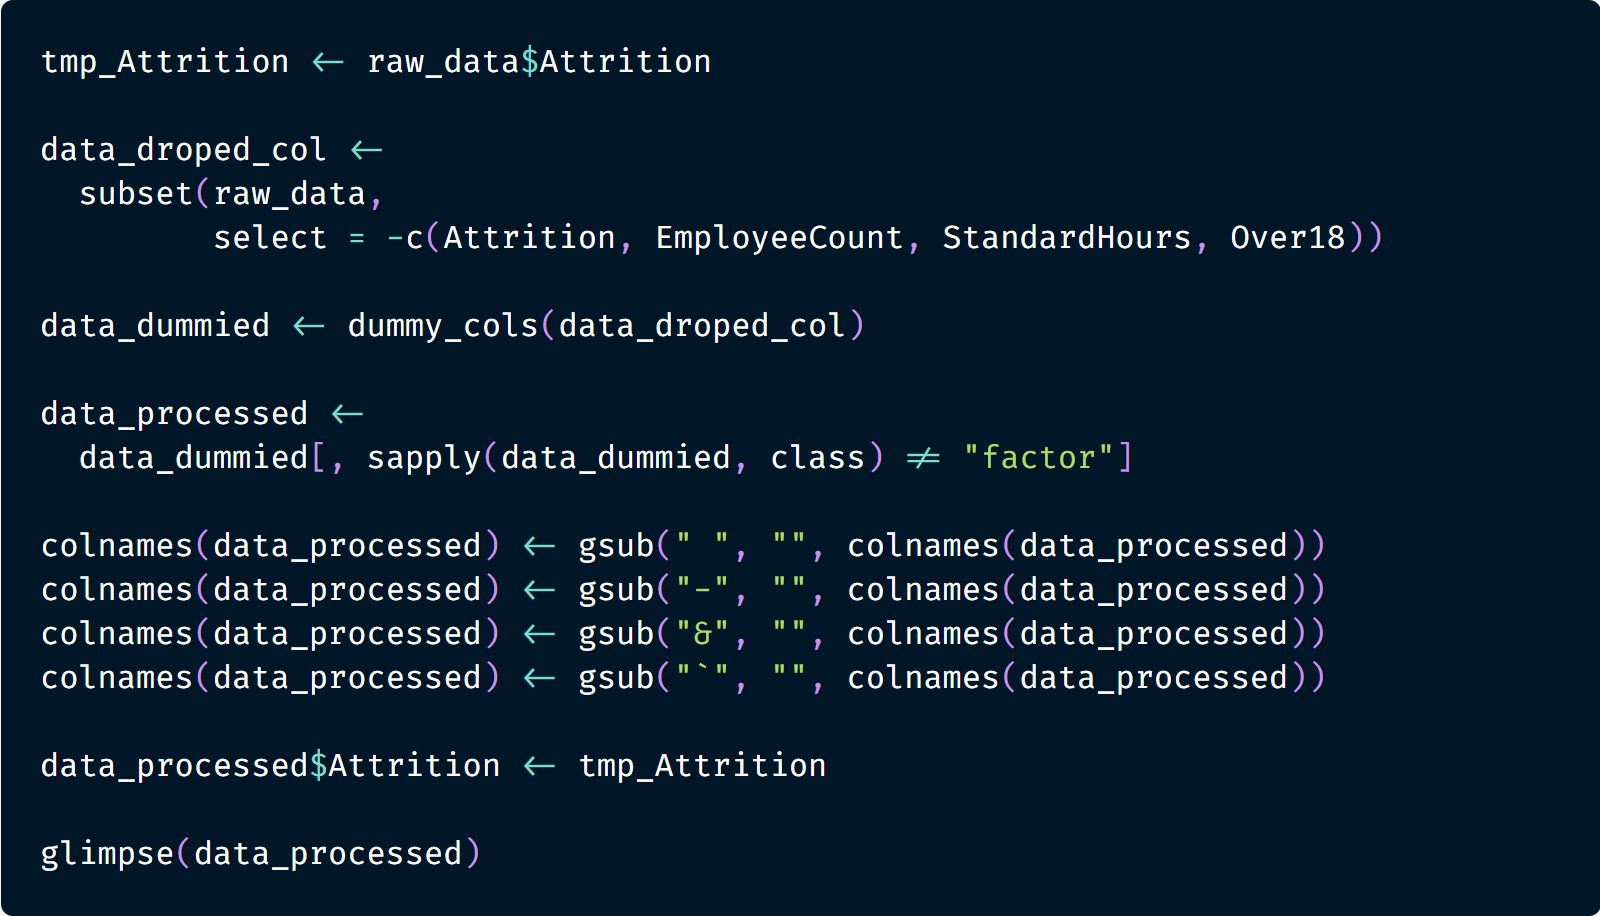 tmp_Attrition <- raw_data$Attrition
data_droped_col <-
  subset(raw_data,
         select = -c(Attrition, EmployeeCount, StandardHours, Over18))
data_dummied <- dummy_cols(data_droped_col)
data_processed <-
  data_dummied[, sapply(data_dummied, class) != "factor"]
colnames(data_processed) <- gsub(" ", "", colnames(data_processed))
colnames(data_processed) <- gsub("-", "", colnames(data_processed))
colnames(data_processed) <- gsub("&", "", colnames(data_processed))
colnames(data_processed) <- gsub("`", "", colnames(data_processed))
data_processed$Attrition <- tmp_Attrition
glimpse(data_processed)